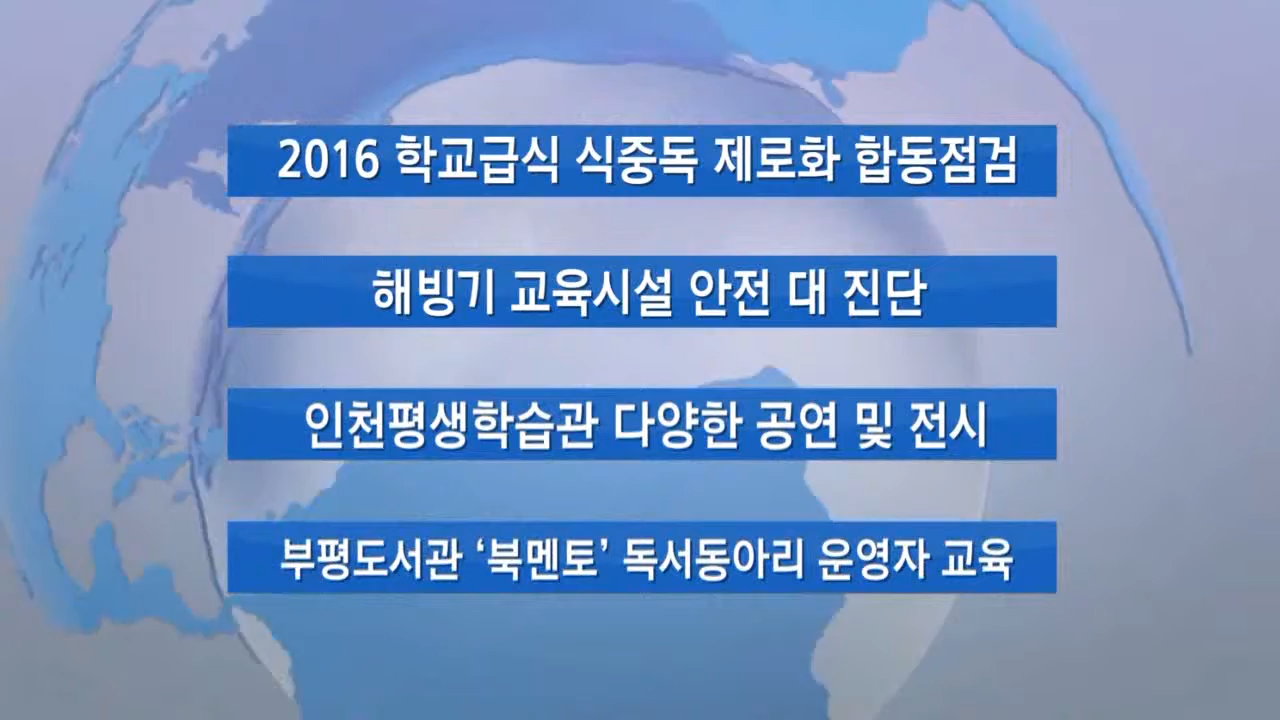 2016 학교급식 식중독 제로화 합동점검
해빙기 교육시설 안전 대 진단
인천평생학습관 다양한 공연 및 전시
부평도서관 ‘북멘토’ 독서동아리 운영자 교육